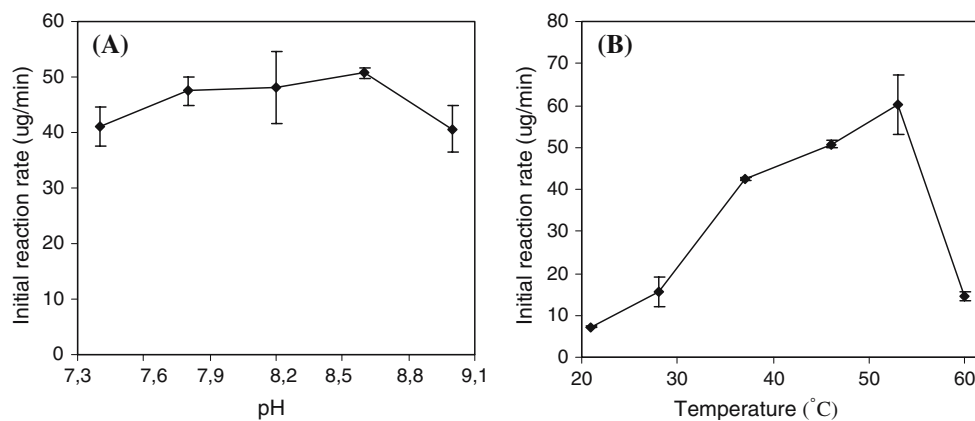 (A)
Initial reaction rate (ug/min)
60
50
40
30
20
10
0
7,3 7,6 7,9 8,2 8,5 8,8 9,1
pH
(B)
Initial reaction rate (ug/min)
80
70
60
50
40
30
20
10
0
20 30 40 50 60
Temperature (°C)